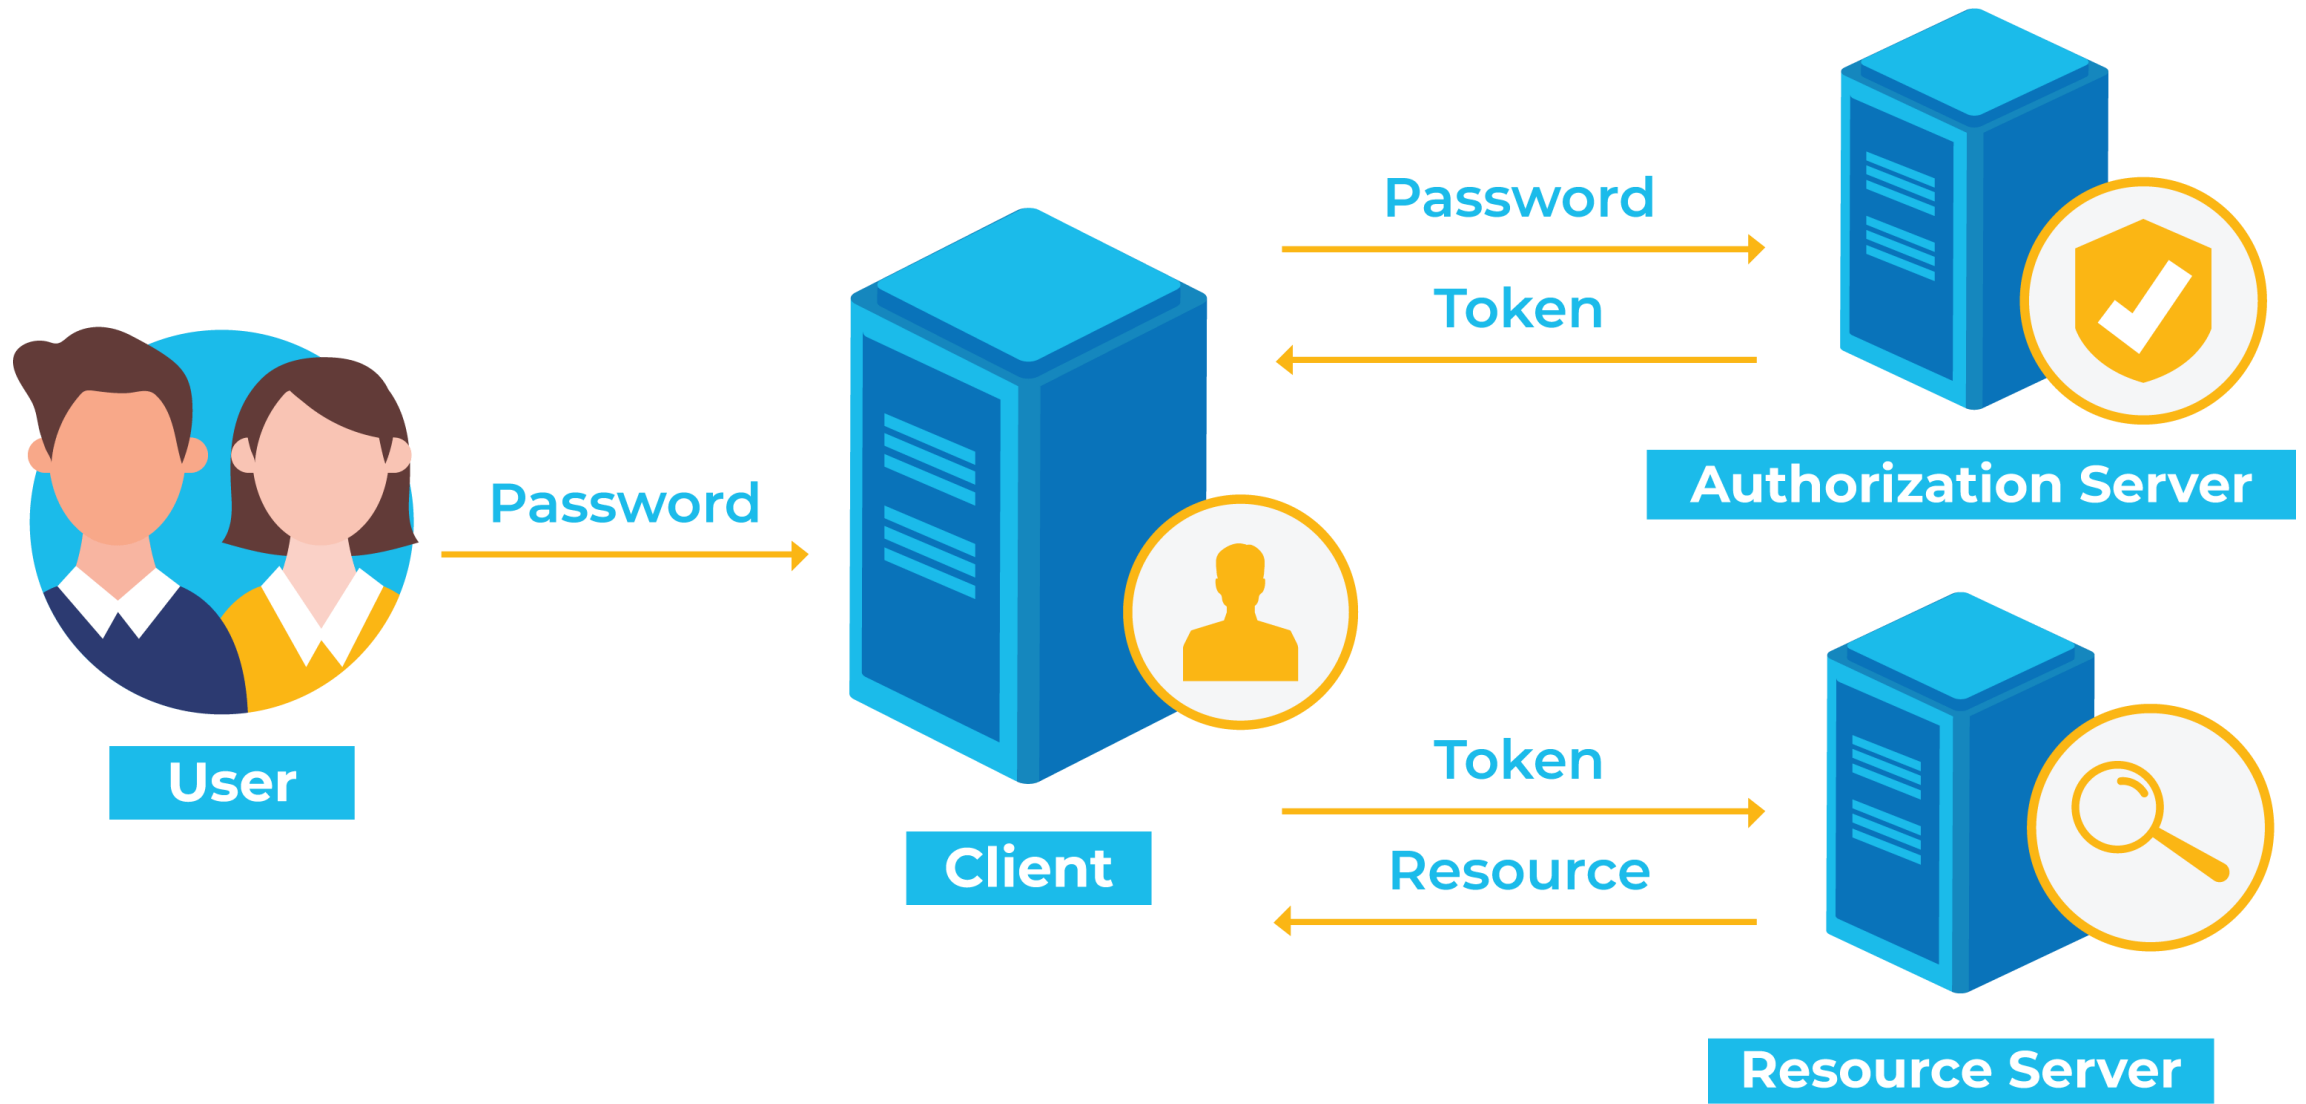 Password
User
Client
Password
Token
Authorization Server
Token
Resource
Resource Server